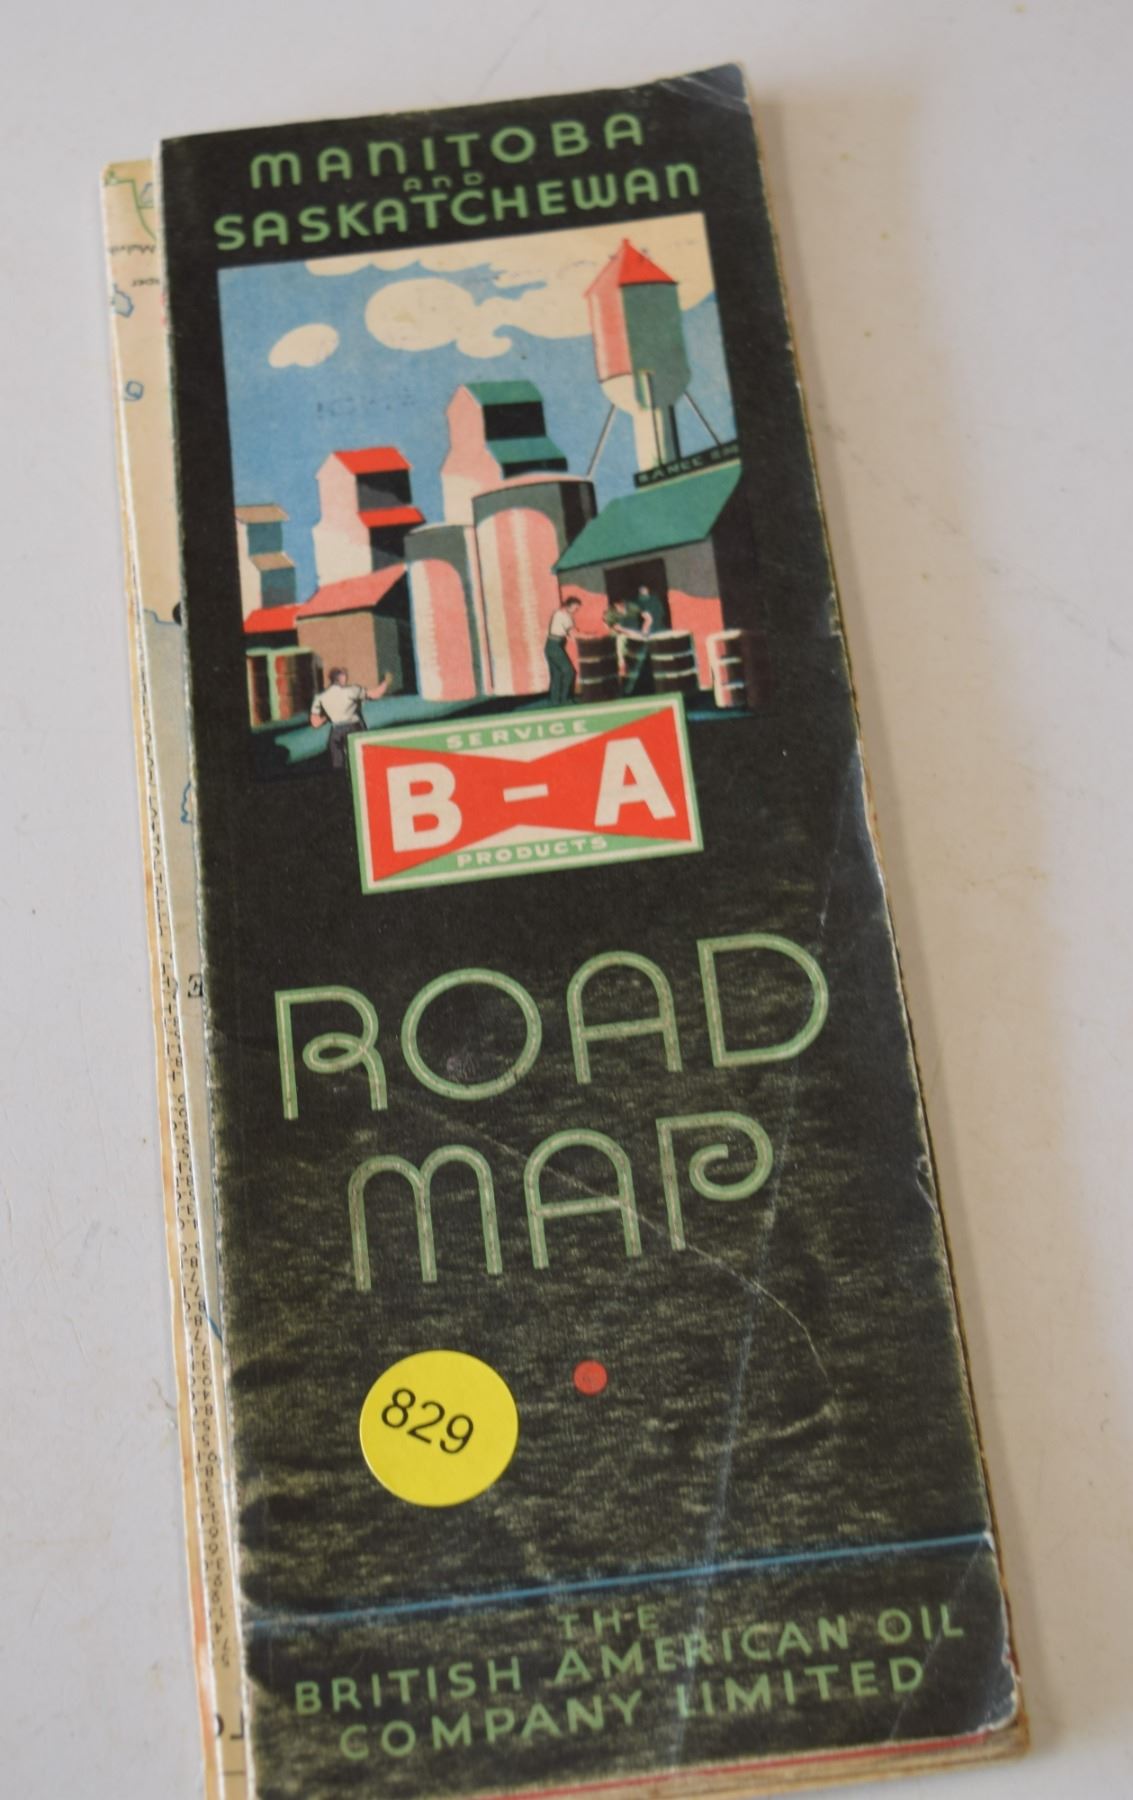 MANITOBA
AND
SASKATCHEWAN
SERVICE
B-A
PRODUCTS
ROAD
MAP
829
THE
BRITISH AMERICAN OIL
COMPANY LIMITED